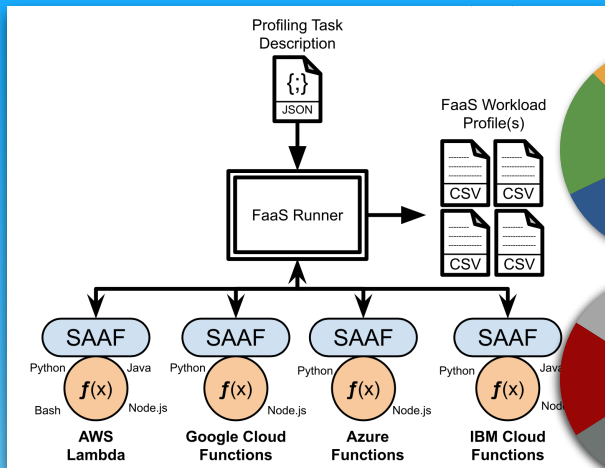 Profiling Task
Description
{;}
JSON
FaaS Workload
Profile(s)
CSV CSV
CSV CSV
FaaS Runner
SAAF SAAF SAAF SAAF
Python Java Python Python Python
ƒ(x) ƒ(x) ƒ(x) ƒ(x)
Bash Node.js Node.js Node.js
AWS
Lambda
Google Cloud
Functions
Azure
Functions
IBM Cloud
Functions